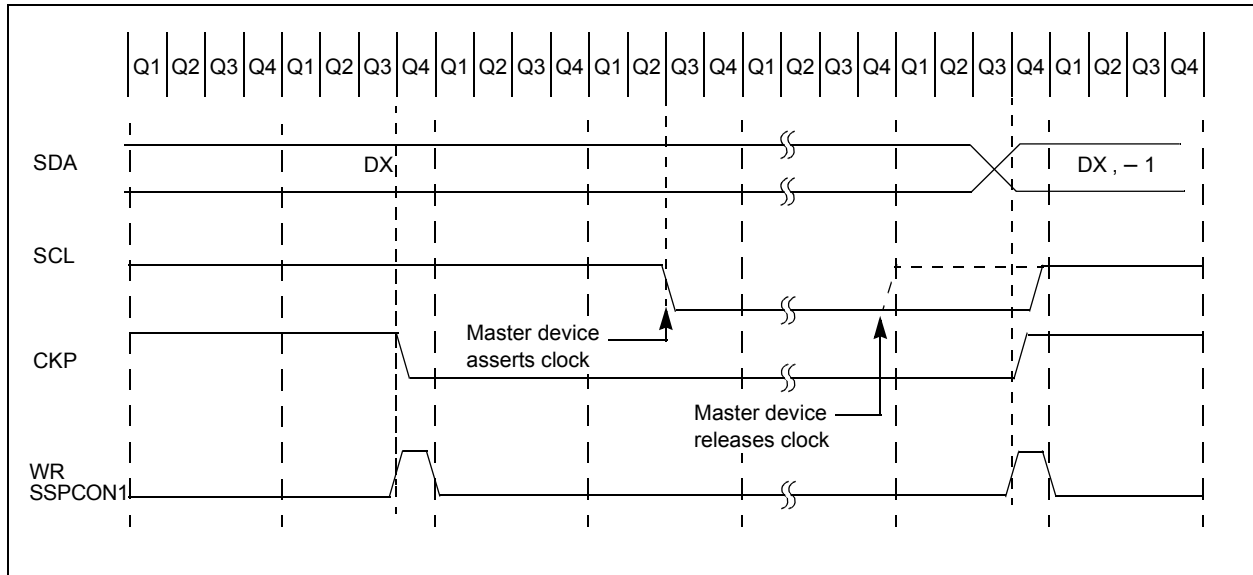 Q1 Q2 Q3 Q4 Q1 Q2 Q3 Q4 Q1 Q2 Q3 Q4 Q1 Q2 Q3 Q4 Q1 Q2 Q3 Q4 Q1 Q2 Q3 Q4 Q1 Q2 Q3 Q4
SDA
DX
DX , – 1
SCL
Master device
asserts clock
CKP
Master device
releases clock
WR
SSPCON1